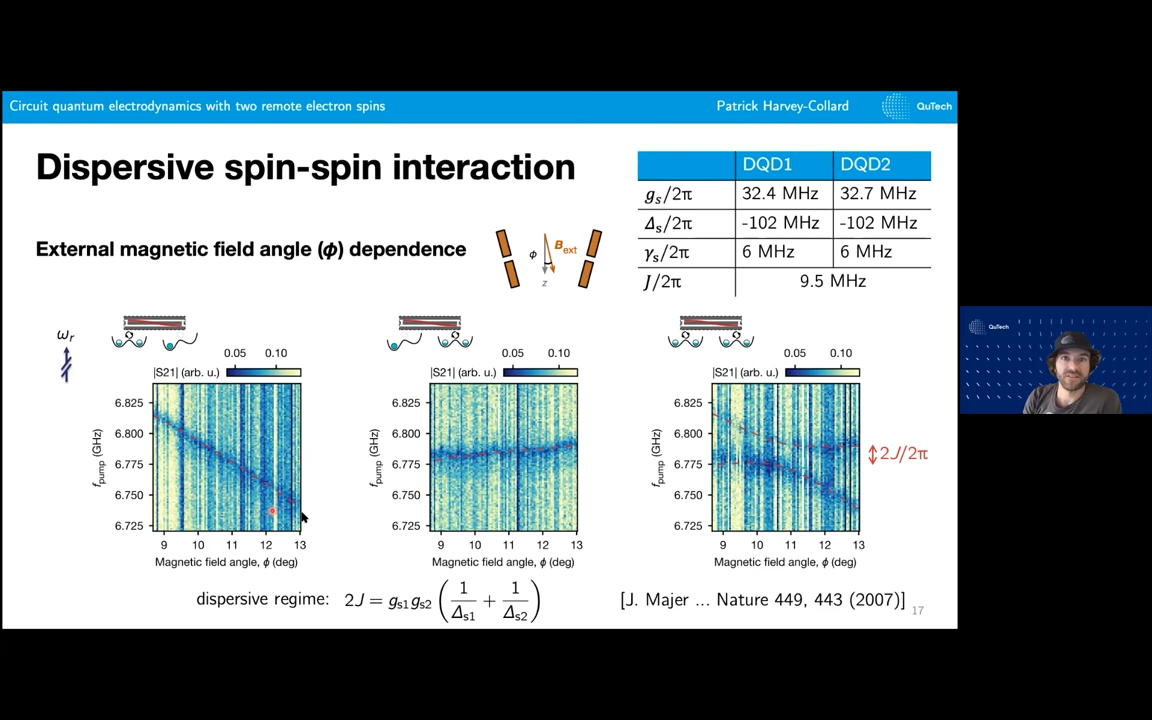 Circuit quantum electrodynamics with two remote electron spins
Patrick Harvey-Collard
QuTech
Dispersive spin-spin interaction
External magnetic field angle (ϕ) dependence
ϕ
B_ext
z
DQD1 DQD2
g_s/2π 32.4 MHz 32.7 MHz
Δ_s/2π -102 MHz -102 MHz
γ_s/2π 6 MHz 6 MHz
J/2π 9.5 MHz
ω_r
|S21| (arb. u.)
0.05 0.10
f_pump (GHz)
6.825
6.800
6.775
6.750
6.725
9 10 11 12 13
Magnetic field angle, ϕ (deg)
|S21| (arb. u.)
0.05 0.10
f_pump (GHz)
6.825
6.800
6.775
6.750
6.725
9 10 11 12 13
Magnetic field angle, ϕ (deg)
|S21| (arb. u.)
0.05 0.10
f_pump (GHz)
6.825
6.800
6.775
6.750
6.725
9 10 11 12 13
Magnetic field angle, ϕ (deg)
2J/2π
dispersive regime: 2J = g_s1 g_s2 (1/Δ_s1 + 1/Δ_s2)
[J. Majer ... Nature 449, 443 (2007)]
17
QuTech